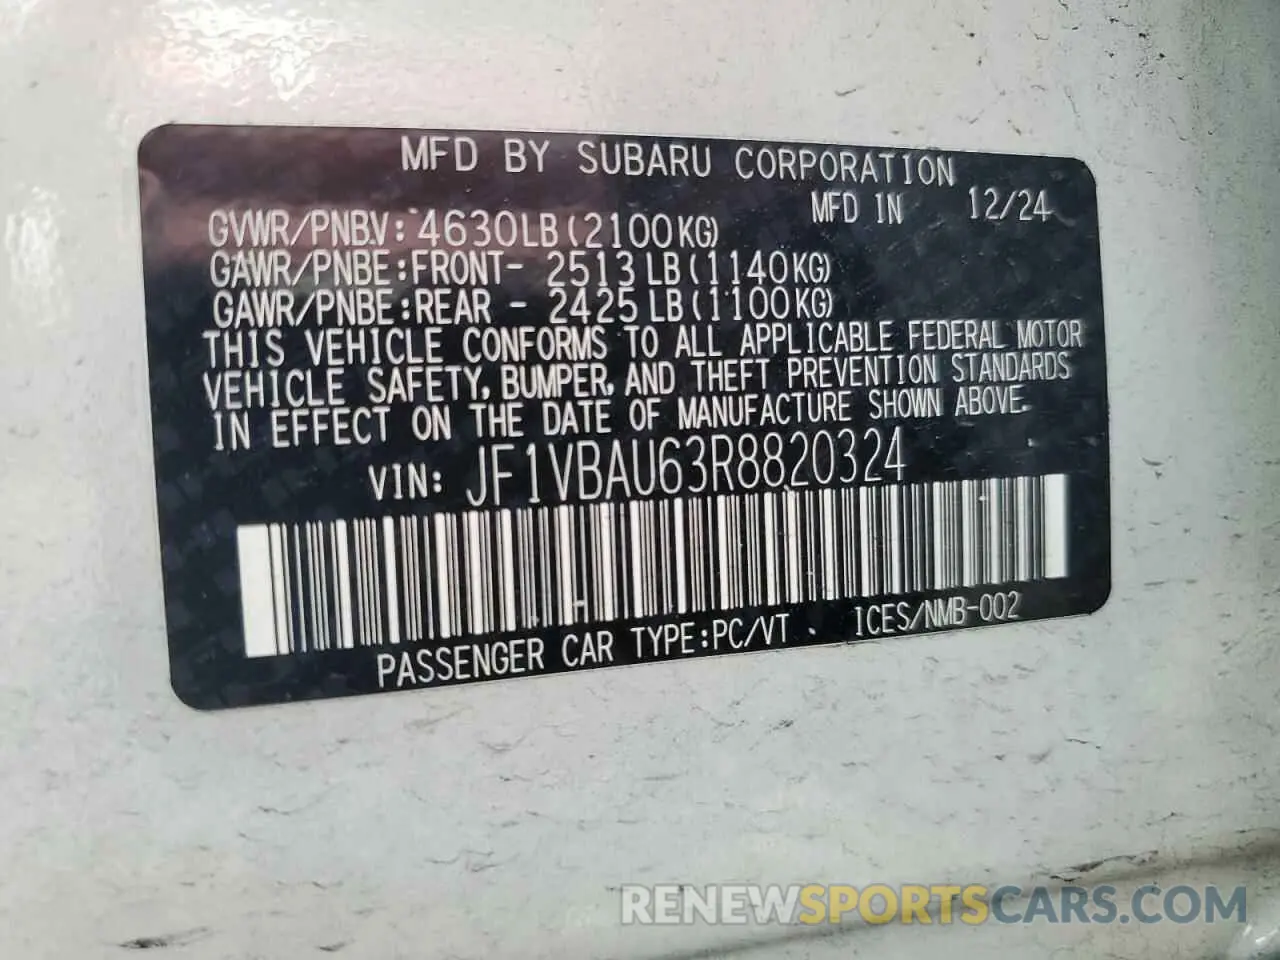 MFD BY SUBARU CORPORATION
MFD IN 12/24
GVWR/PNBV: 4630LB(2100KG)
GAWR/PNBE:FRONT- 2513LB(1140KG)
GAWR/PNBE:REAR - 2425LB(1100KG)
THIS VEHICLE CONFORMS TO ALL APPLICABLE FEDERAL MOTOR
VEHICLE SAFETY, BUMPER, AND THEFT PREVENTION STANDARDS
IN EFFECT ON THE DATE OF MANUFACTURE SHOWN ABOVE.
VIN: JF1VBAU63R8820324
PASSENGER CAR TYPE:PC/VT . ICES/NMB-002
RENEWSPORTSCARS.COM